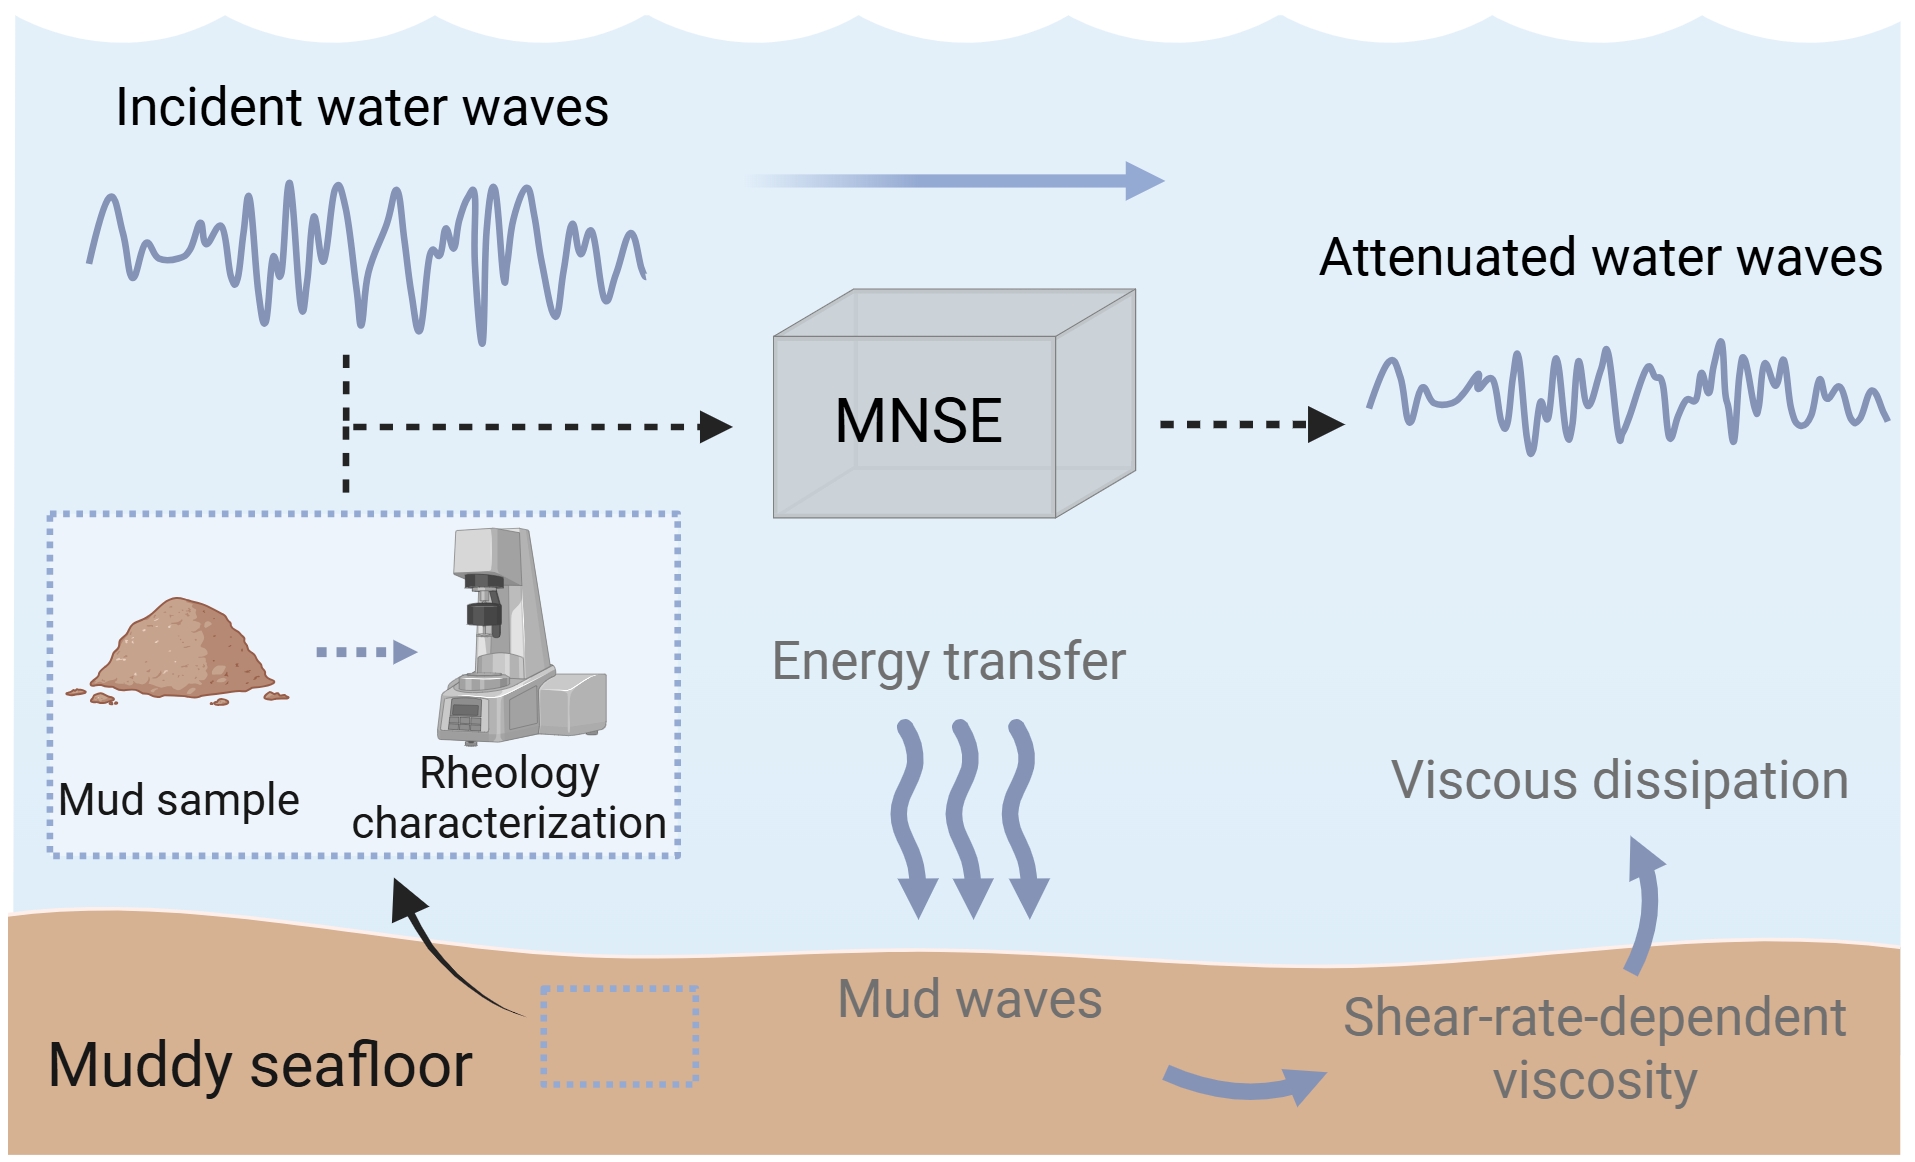 Incident water waves
Attenuated water waves
MNSE
Energy transfer
Rheology
characterization
Mud sample
Viscous dissipation
Mud waves
Shear-rate-dependent
viscosity
Muddy seafloor